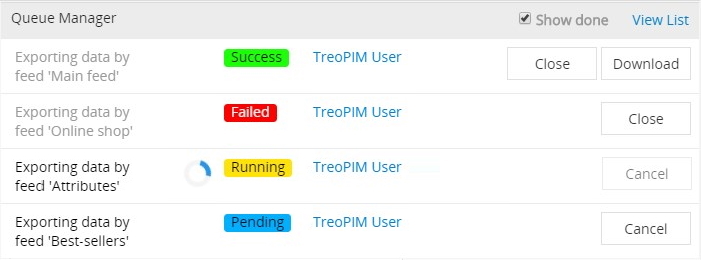 Queue Manager Show done View List
Exporting data by
feed 'Main feed' Success TreoPIM User Close Download
Exporting data by
feed 'Online shop' Failed TreoPIM User Close
Exporting data by
feed 'Attributes' Running TreoPIM User Cancel
Exporting data by
feed 'Best-sellers' Pending TreoPIM User Cancel